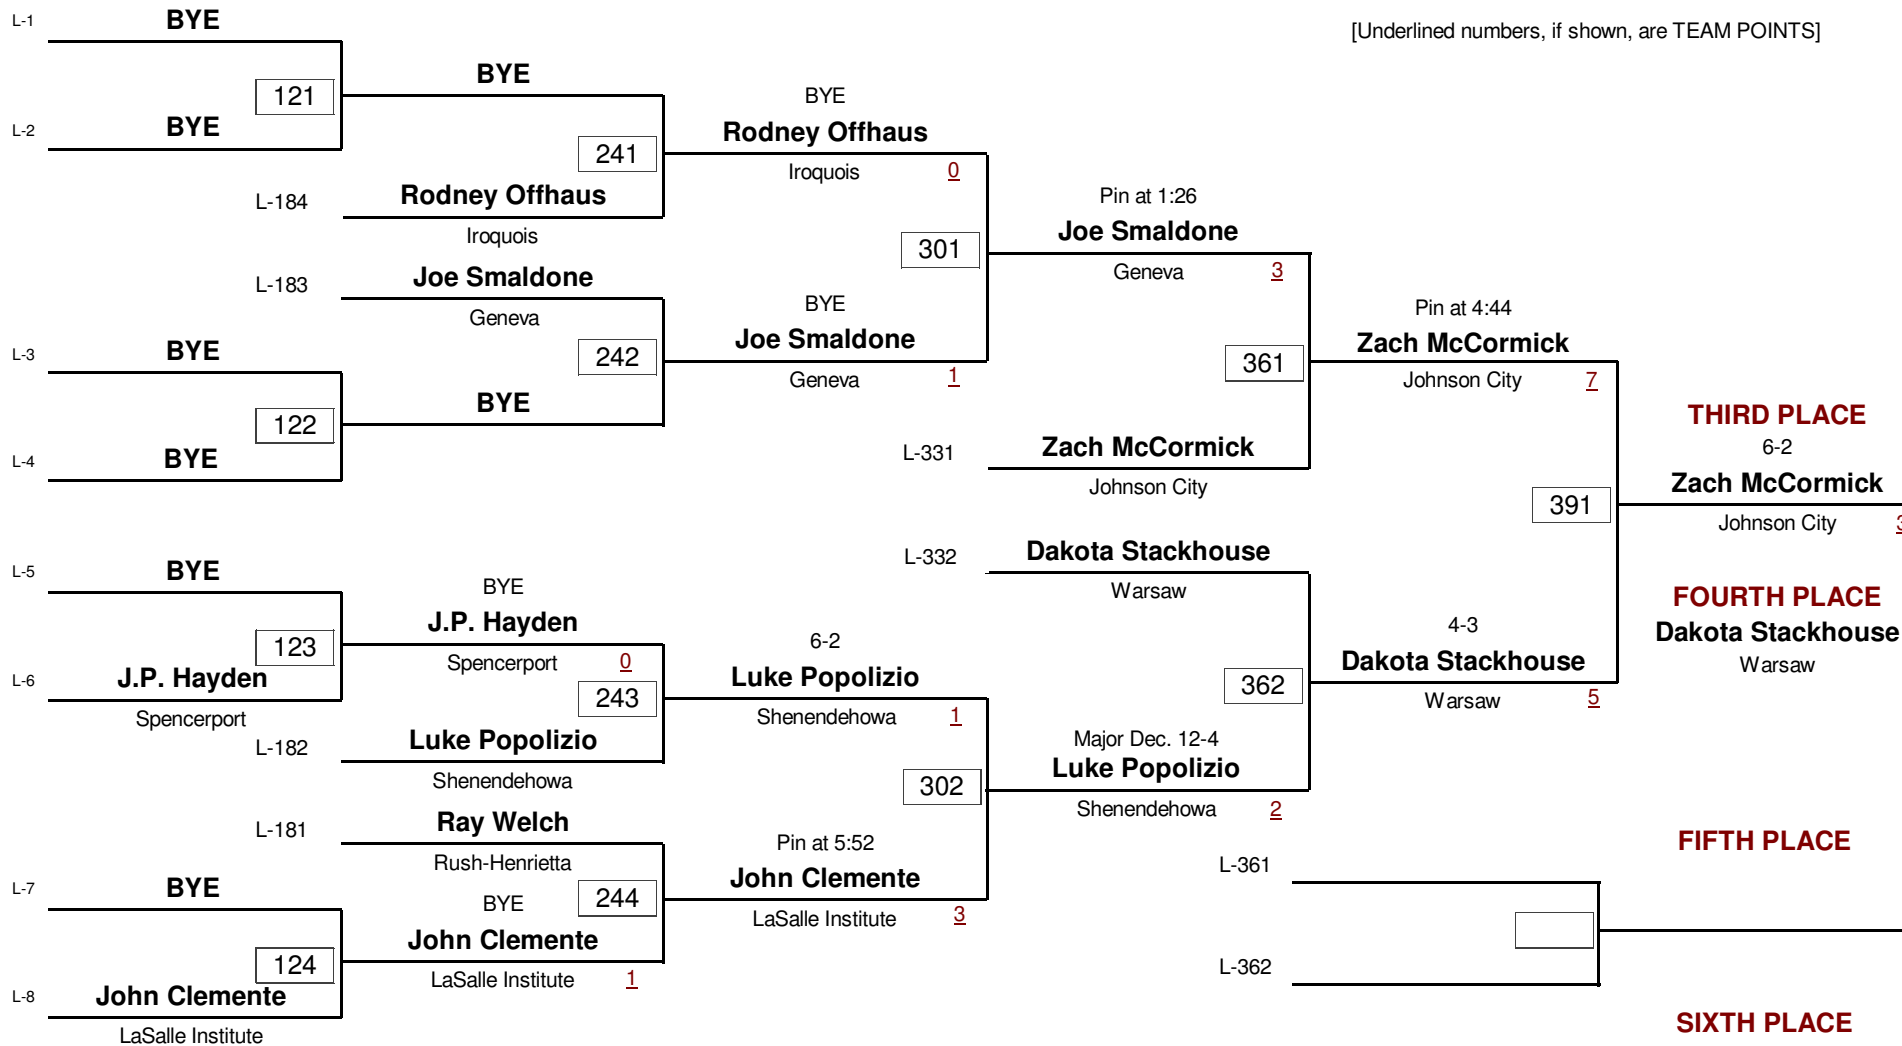 L-1
BYE
[Underlined numbers, if shown, are TEAM POINTS]
121
BYE
L-2
BYE
241
BYE
Rodney Offhaus
Iroquois
0
L-184
Rodney Offhaus
Iroquois
301
Pin at 1:26
Joe Smaldone
Geneva
3
L-183
Joe Smaldone
Geneva
BYE
Joe Smaldone
Geneva
1
242
L-3
BYE
122
BYE
L-4
BYE
361
Pin at 4:44
Zach McCormick
Johnson City
7
L-331
Zach McCormick
Johnson City
391
THIRD PLACE
6-2
Zach McCormick
Johnson City
L-332
Dakota Stackhouse
Warsaw
FOURTH PLACE
Dakota Stackhouse
Warsaw
L-5
BYE
123
BYE
J.P. Hayden
Spencerport
0
L-6
J.P. Hayden
Spencerport
243
6-2
Luke Popolizio
Shenendehowa
1
362
4-3
Dakota Stackhouse
Warsaw
5
L-182
Luke Popolizio
Shenendehowa
302
Major Dec. 12-4
Luke Popolizio
Shenendehowa
2
L-181
Ray Welch
Rush-Henrietta
Pin at 5:52
John Clemente
LaSalle Institute
3
244
L-7
BYE
124
BYE
John Clemente
LaSalle Institute
1
L-8
John Clemente
LaSalle Institute
L-361
FIFTH PLACE
L-362
SIXTH PLACE